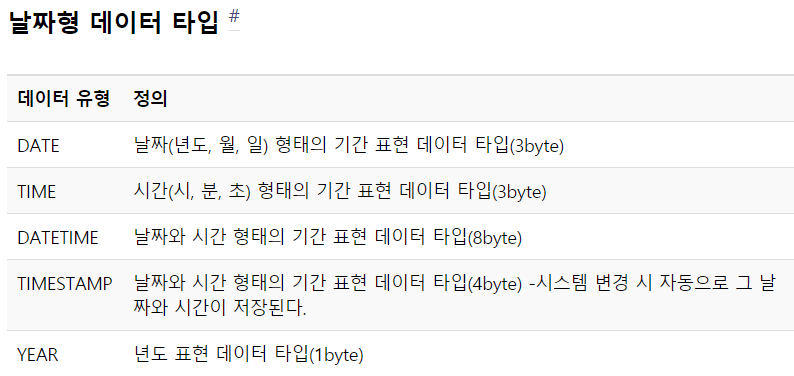 날짜형 데이터 타입 #
데이터 유형 정의
DATE 날짜(년도, 월, 일) 형태의 기간 표현 데이터 타입(3byte)
TIME 시간(시, 분, 초) 형태의 기간 표현 데이터 타입(3byte)
DATETIME 날짜와 시간 형태의 기간 표현 데이터 타입(8byte)
TIMESTAMP 날짜와 시간 형태의 기간 표현 데이터 타입(4byte) -시스템 변경 시 자동으로 그 날
짜와 시간이 저장된다.
YEAR 년도 표현 데이터 타입(1byte)